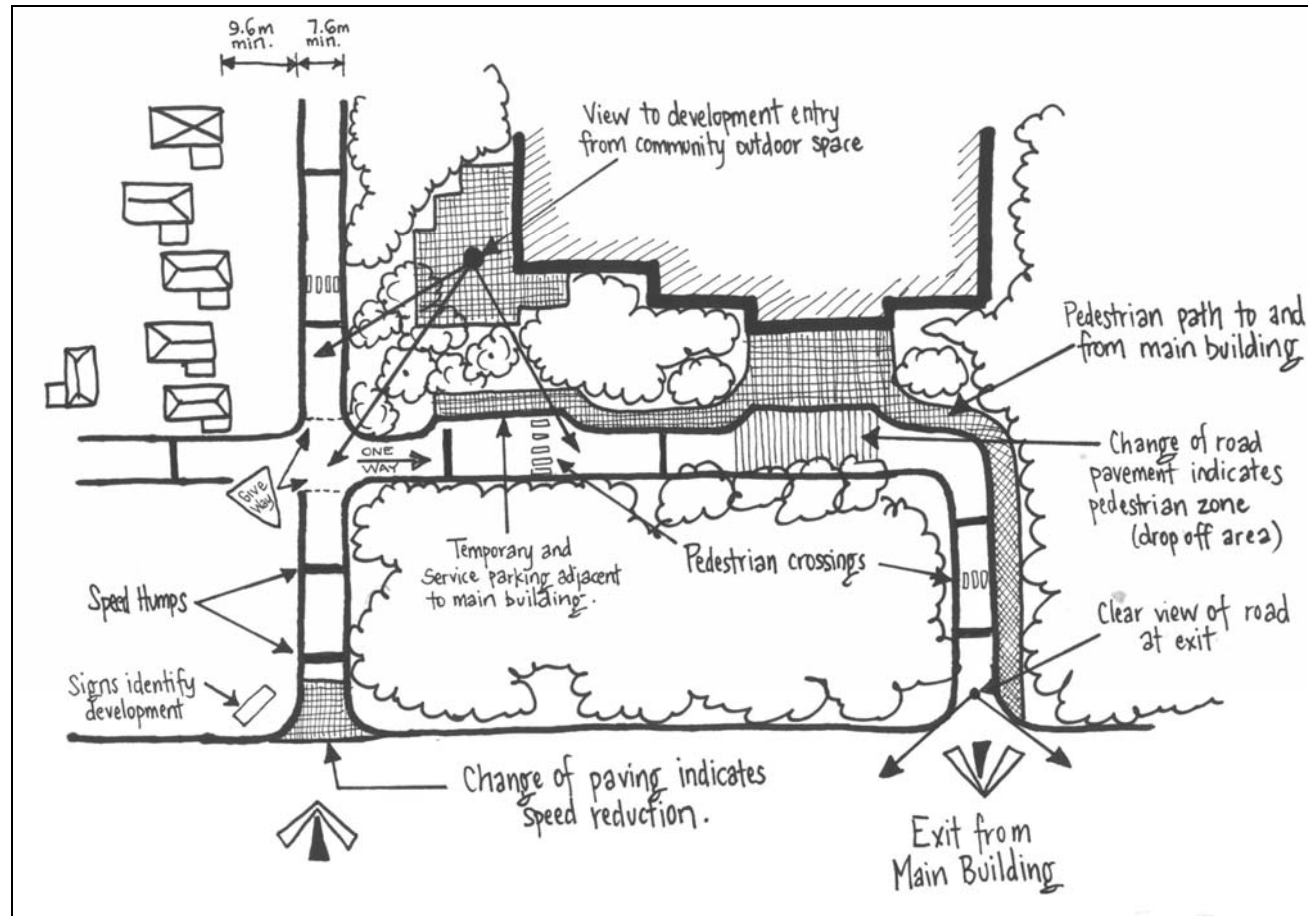 9.6m
min.
7.6m
min.
View to development entry
from community outdoor space
Pedestrian path to and
from main building
Change of road
pavement indicates
pedestrian zone
(drop off area)
ONE
WAY
Give
Way
Temporary and
Service parking adjacent
to main building.
Pedestrian crossings
Speed Humps
Clear view of road
at exit
Signs identify
development
Change of paving indicates
speed reduction.
Exit from
Main Building